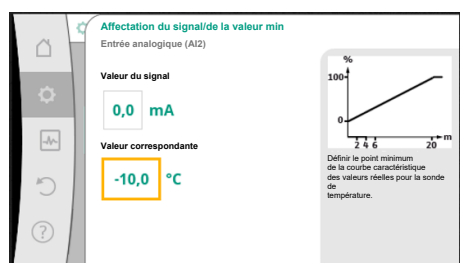 Affectation du signal/de la valeur min
Entrée analogique (AI2)
Valeur du signal
0,0 mA
Valeur correspondante
-10,0 °C
%
100
0
2 4 6 20 m
Définir le point minimum
de la courbe caractéristique
des valeurs réelles pour la sonde
de
température.
?